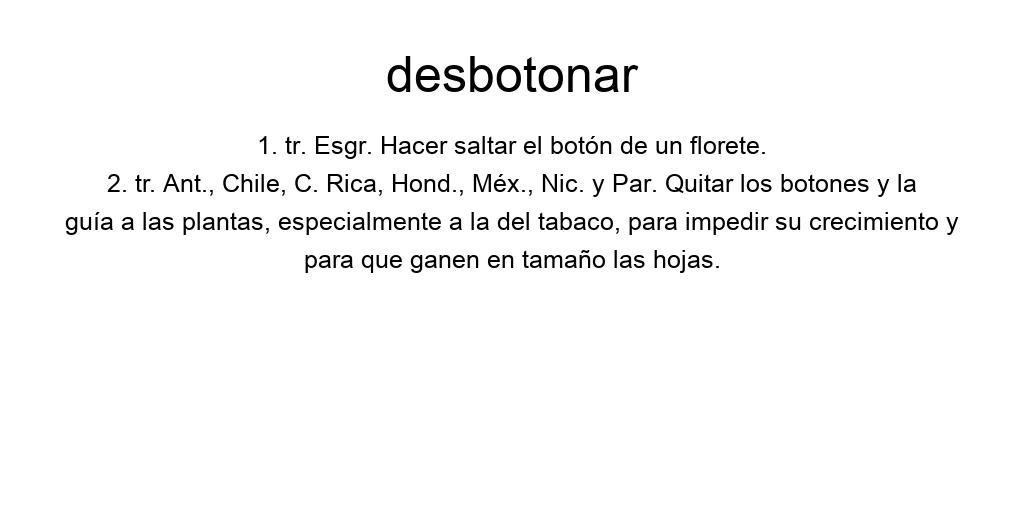 desbotonar
1. tr. Esgr. Hacer saltar el botón de un florete.
2. tr. Ant., Chile, C. Rica, Hond., Méx., Nic. y Par. Quitar los botones y la
guía a las plantas, especialmente a la del tabaco, para impedir su crecimiento y
para que ganen en tamaño las hojas.